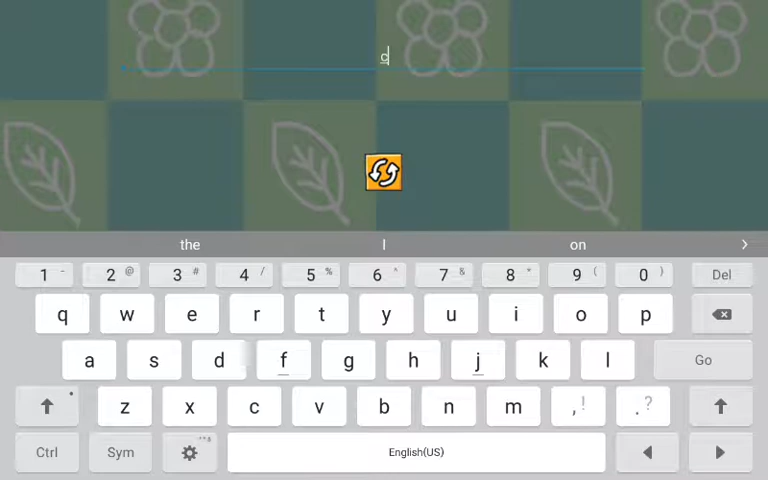 d
the I on
1 - 2 @ 3 # 4 / 5 % 6 ^ 7 & 8 * 9 ( 0 ) Del
q w e r t y u i o p
a s d f g h j k l Go
z x c v b n m , ! . ?
Ctrl Sym English(US)